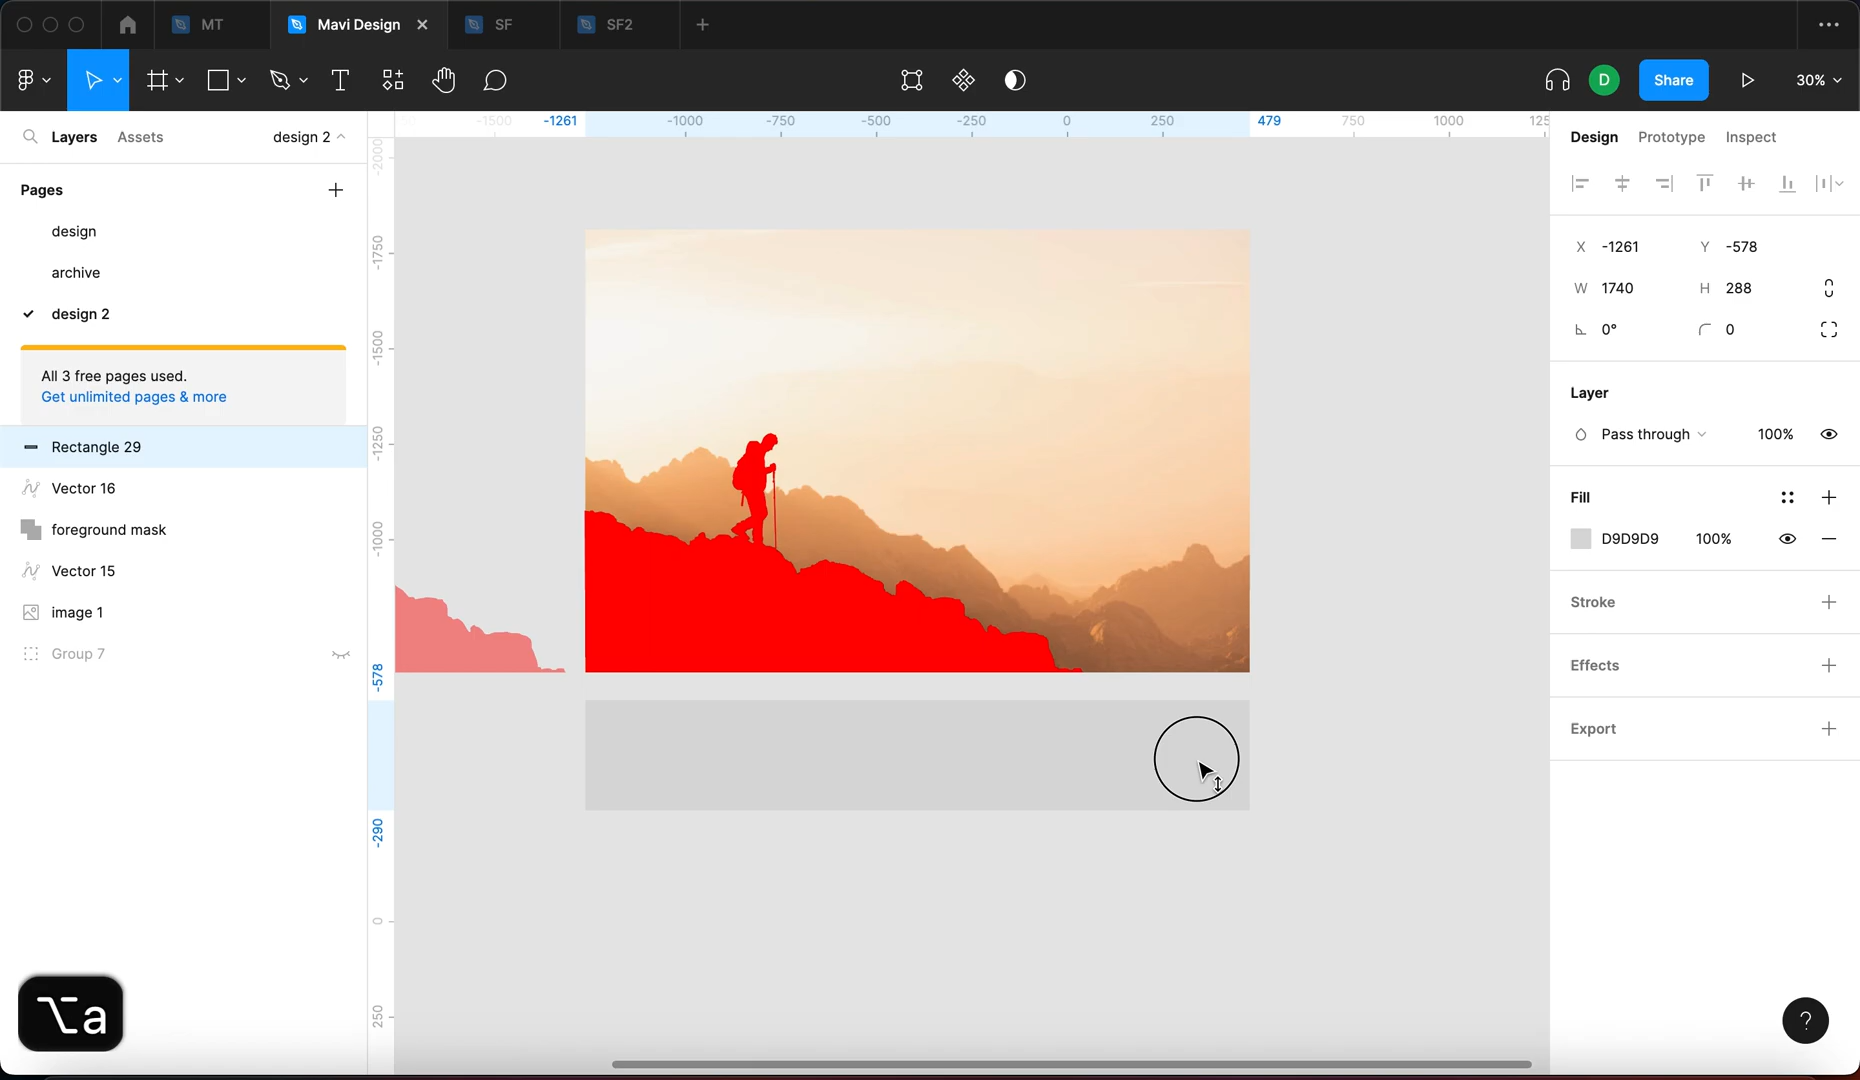 MT
Mavi Design
SF
SF2
D
Share
30%
Layers
Assets
design 2
-1500
-1261
-1000
-750
-500
-250
0
250
479
750
1000
Design
Prototype
Inspect
Pages
design
archive
design 2
All 3 free pages used.
Get unlimited pages & more
Rectangle 29
Vector 16
foreground mask
Vector 15
image 1
Group 7
-2000
-1750
-1500
-1250
-1000
-578
-290
0
250
X -1261
Y -578
W 1740
H 288
0°
0
Layer
Pass through
100%
Fill
D9D9D9
100%
Stroke
Effects
Export
⌥a
?